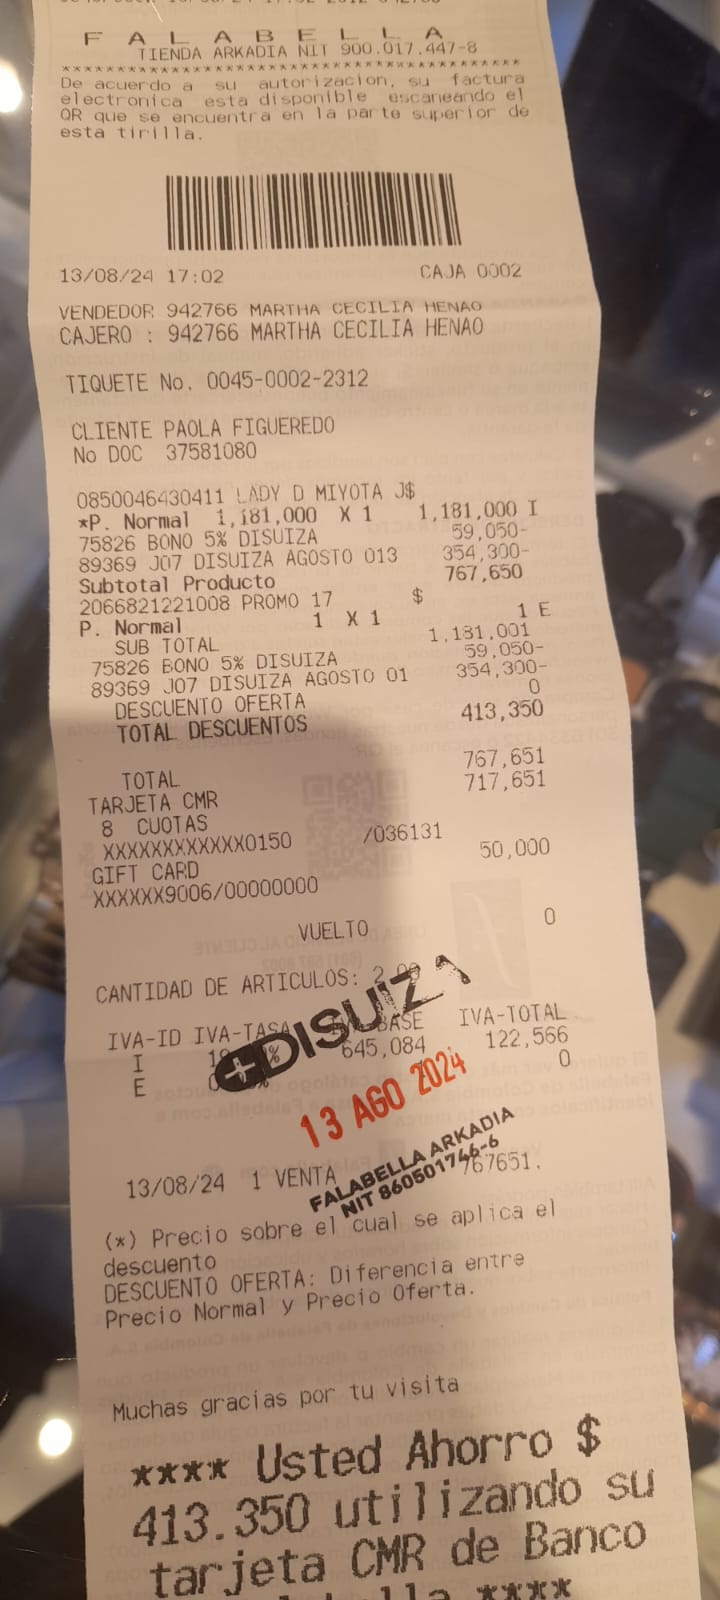 F A L A B E L L A
TIENDA ARKADIA NIT 900.017.447-8
****************************************************
De acuerdo a su autorizacion, su factura
electronica esta disponible escaneando el
QR que se encuentra en la parte superior de
esta tirilla.
13/08/24 17:02 CAJA 0002
VENDEDOR 942766 MARTHA CECILIA HENAO
CAJERO : 942766 MARTHA CECILIA HENAO
TIQUETE No. 0045-0002-2312
CLIENTE PAOLA FIGUEREDO
No DOC 37581080
0850046430411 LADY D MIYOTA J$
*P. Normal 1,181,000 X 1 1,181,000 I
75826 BONO 5% DISUIZA 59,050-
89369 J07 DISUIZA AGOSTO 013 354,300-
Subtotal Producto 767,650
2066821221008 PROMO 17 $
P. Normal 1 X 1 1 E
SUB TOTAL 1,181,001
75826 BONO 5% DISUIZA 59,050-
89369 J07 DISUIZA AGOSTO 01 354,300-
DESCUENTO OFERTA 0
TOTAL DESCUENTOS 413,350
TOTAL 767,651
TARJETA CMR 717,651
8 CUOTAS
XXXXXXXXXXXX0150 /036131
GIFT CARD 50,000
XXXXXX9006/00000000
VUELTO 0
CANTIDAD DE ARTICULOS: 2
IVA-ID IVA-TASA BASE IVA-TOTAL
I 645,084 122,566
E 0
DISUIZA
13 AGO 2024
FALABELLA ARKADIA
NIT 860501746-6
13/08/24 1 VENTA 767651.
(*) Precio sobre el cual se aplica el
descuento
DESCUENTO OFERTA: Diferencia entre
Precio Normal y Precio Oferta.
Muchas gracias por tu visita
**** Usted Ahorro $
413.350 utilizando su
tarjeta CMR de Banco
****